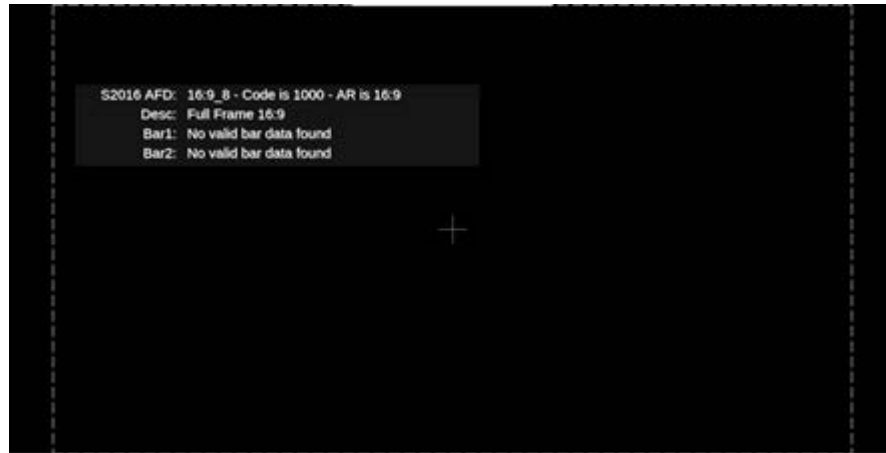 S2016 AFD: 16:9_8 - Code is 1000 - AR is 16:9
Desc: Full Frame 16:9
Bar1: No valid bar data found
Bar2: No valid bar data found